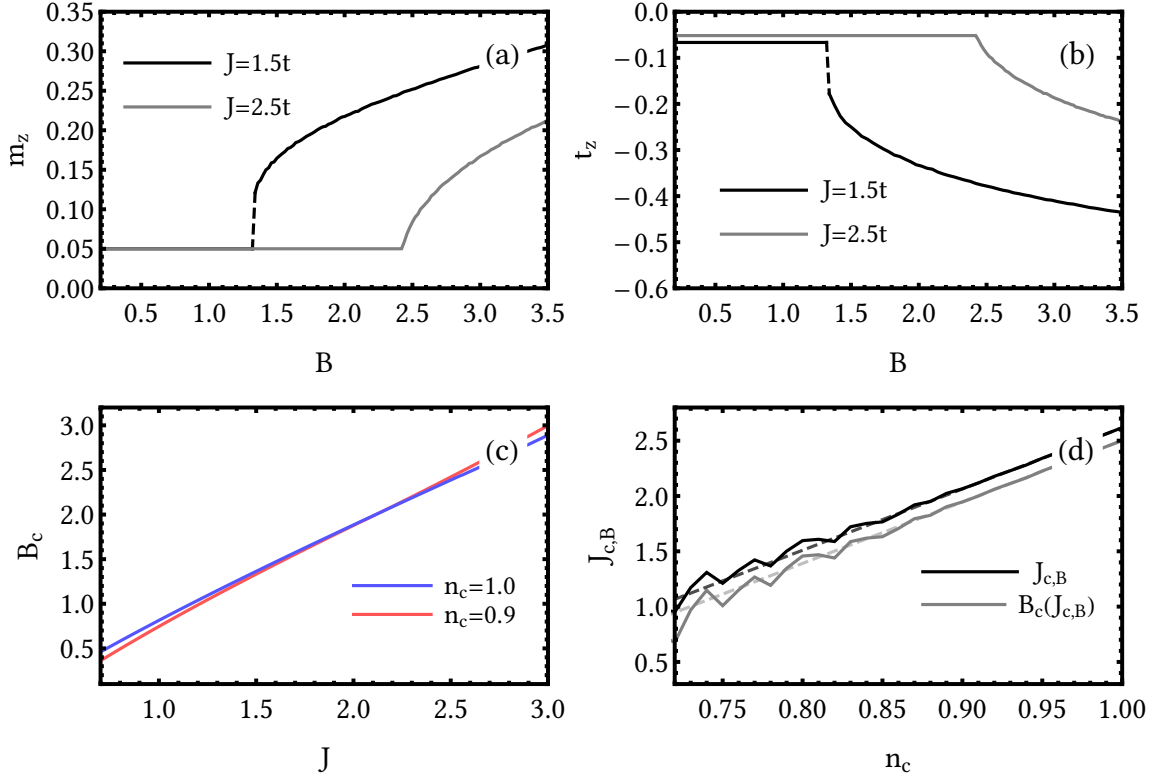 (a)
J=1.5t
J=2.5t
m_z
0.35
0.30
0.25
0.20
0.15
0.10
0.05
0.00
0.5 1.0 1.5 2.0 2.5 3.0 3.5
B
(b)
J=1.5t
J=2.5t
t_z
0.0
−0.1
−0.2
−0.3
−0.4
−0.5
−0.6
0.5 1.0 1.5 2.0 2.5 3.0 3.5
B
(c)
n_c=1.0
n_c=0.9
B_c
3.0
2.5
2.0
1.5
1.0
0.5
1.0 1.5 2.0 2.5 3.0
J
(d)
J_{c,B}
B_c(J_{c,B})
J_{c,B}
2.5
2.0
1.5
1.0
0.5
0.75 0.80 0.85 0.90 0.95 1.00
n_c